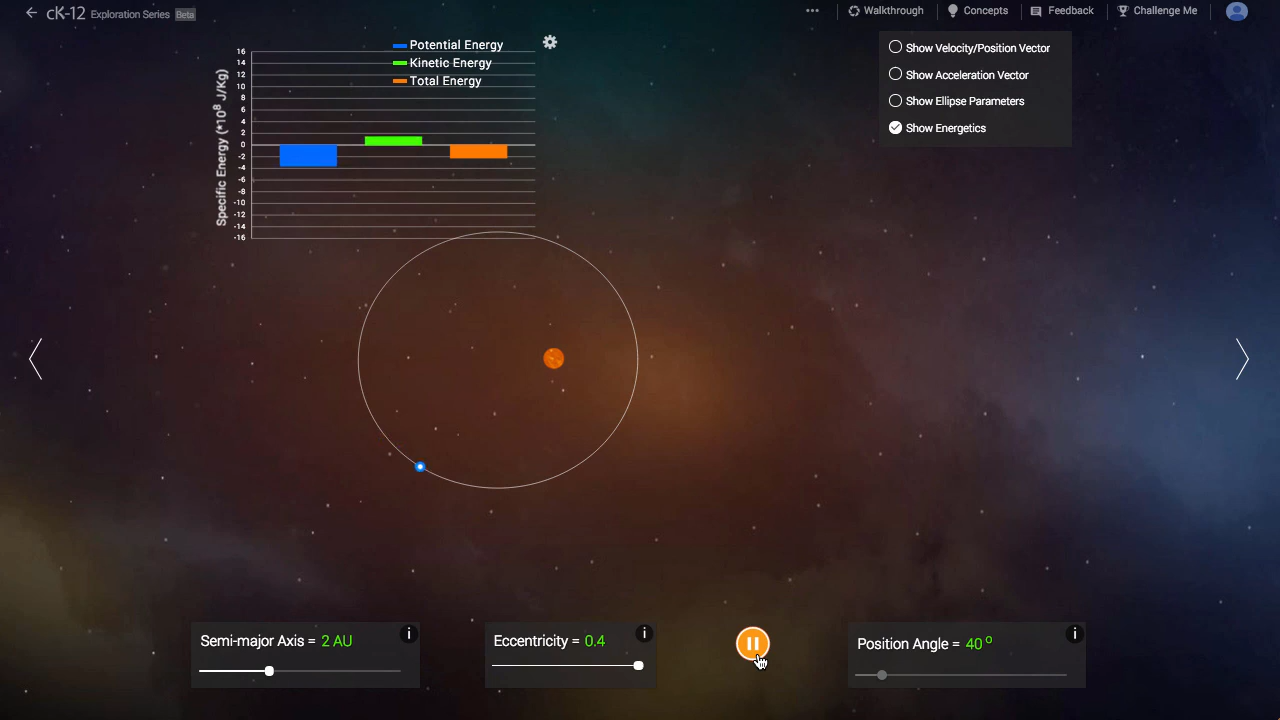 cK-12 Exploration Series Beta
Walkthrough
Concepts
Feedback
Challenge Me
Potential Energy
Kinetic Energy
Total Energy
Specific Energy (*10⁸ J/Kg)
16
14
12
10
8
6
4
2
0
-2
-4
-6
-8
-10
-12
-14
-16
Show Velocity/Position Vector
Show Acceleration Vector
Show Ellipse Parameters
Show Energetics
Semi-major Axis = 2 AU
i
Eccentricity = 0.4
i
Position Angle = 40°
i